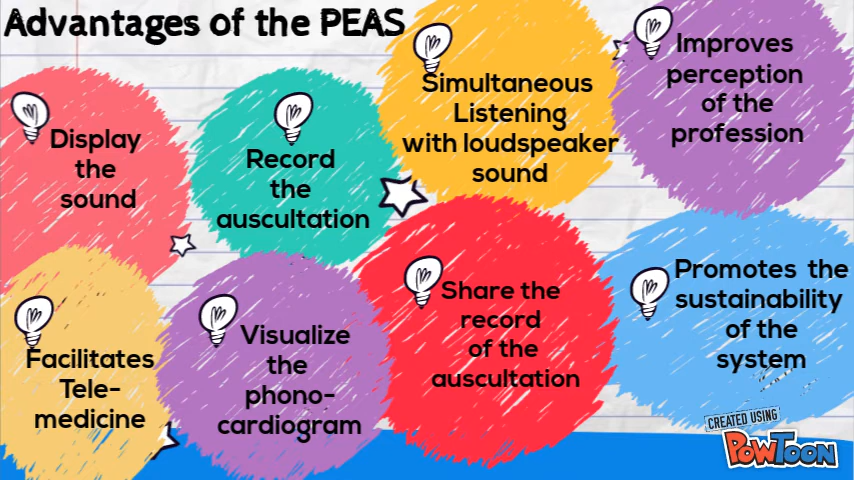 Advantages of the PEAS
Display
the
sound
Record
the
auscultation
Simultaneous
Listening
with loudspeaker
sound
Improves
perception
of the
profession
Facilitates
Tele-
medicine
Visualize
the
phono-
cardiogram
Share the
record
of the
auscultation
Promotes the
sustainability
of the
system
CREATED USING
POWTOON